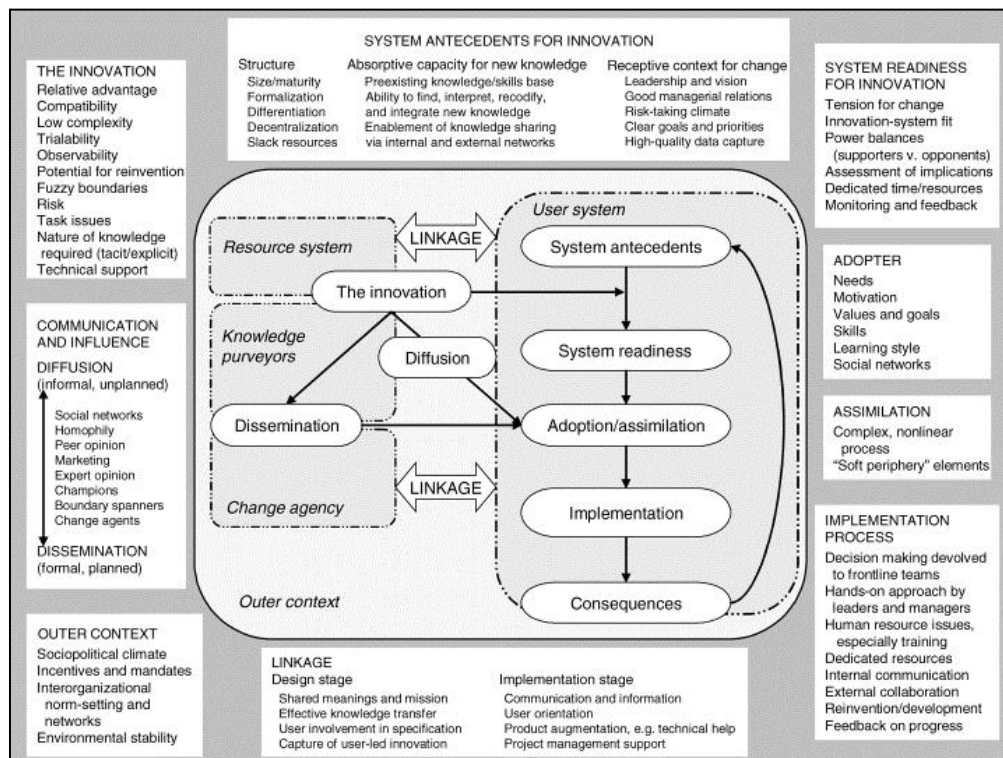 SYSTEM ANTECEDENTS FOR INNOVATION
Structure
Size/maturity
Formalization
Differentiation
Decentralization
Slack resources
Absorptive capacity for new knowledge
Preexisting knowledge/skills base
Ability to find, interpret, recodify,
and integrate new knowledge
Enablement of knowledge sharing
via internal and external networks
Receptive context for change
Leadership and vision
Good managerial relations
Risk-taking climate
Clear goals and priorities
High-quality data capture
THE INNOVATION
Relative advantage
Compatibility
Low complexity
Trialability
Observability
Potential for reinvention
Fuzzy boundaries
Risk
Task issues
Nature of knowledge
required (tacit/explicit)
Technical support
COMMUNICATION
AND INFLUENCE
DIFFUSION
(informal, unplanned)
Social networks
Homophily
Peer opinion
Marketing
Expert opinion
Champions
Boundary spanners
Change agents
DISSEMINATION
(formal, planned)
OUTER CONTEXT
Sociopolitical climate
Incentives and mandates
Interorganizational
norm-setting and
networks
Environmental stability
Resource system
LINKAGE
User system
System antecedents
The innovation
Knowledge
purveyors
Diffusion
System readiness
Dissemination
Adoption/assimilation
Change agency
LINKAGE
Implementation
Outer context
Consequences
LINKAGE
Design stage
Shared meanings and mission
Effective knowledge transfer
User involvement in specification
Capture of user-led innovation
Implementation stage
Communication and information
User orientation
Product augmentation, e.g. technical help
Project management support
SYSTEM READINESS
FOR INNOVATION
Tension for change
Innovation-system fit
Power balances
(supporters v. opponents)
Assessment of implications
Dedicated time/resources
Monitoring and feedback
ADOPTER
Needs
Motivation
Values and goals
Skills
Learning style
Social networks
ASSIMILATION
Complex, nonlinear
process
“Soft periphery” elements
IMPLEMENTATION
PROCESS
Decision making devolved
to frontline teams
Hands-on approach by
leaders and managers
Human resource issues,
especially training
Dedicated resources
Internal communication
External collaboration
Reinvention/development
Feedback on progress